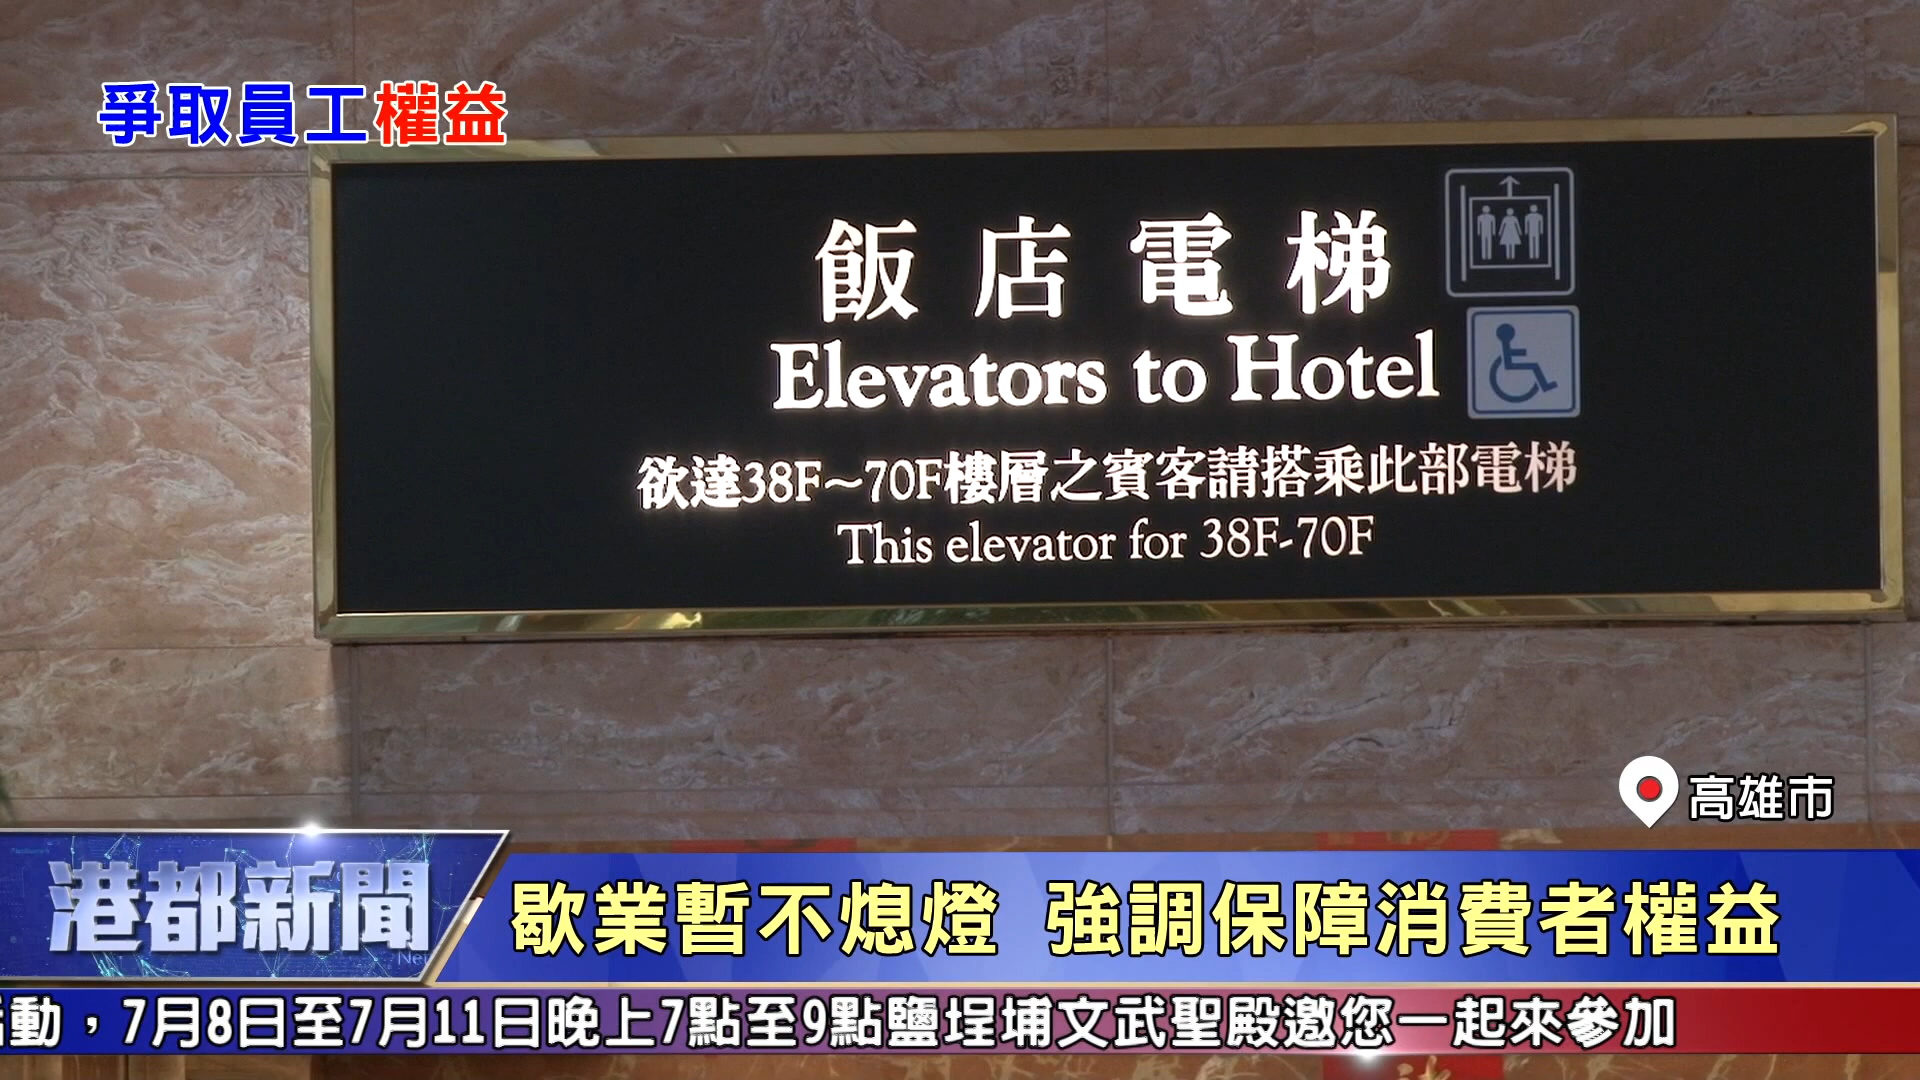 爭取員工權益
飯店電梯
Elevators to Hotel
欲達38F～70F樓層之賓客請搭乘此部電梯
This elevator for 38F-70F
高雄市
港都新聞
歇業暫不熄燈 強調保障消費者權益
動，7月8日至7月11日晚上7點至9點鹽埕埔文武聖殿邀您一起來參加